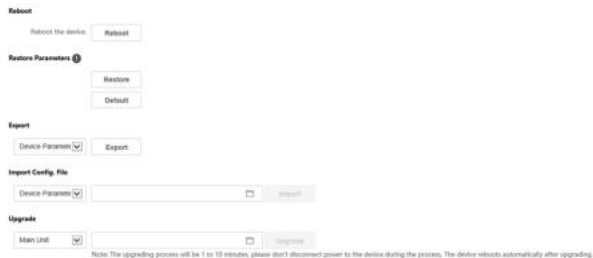 Reboot
Reboot the device. Reboot
Restore Parameters
Restore
Default
Export
Device Paramete Export
Import Config. File
Device Paramete Import
Upgrade
Main Unit Upgrade
Note: The upgrading process will be 1 to 10 minutes, please don't disconnect power to the device during the process. The device reboots automatically after upgrading.